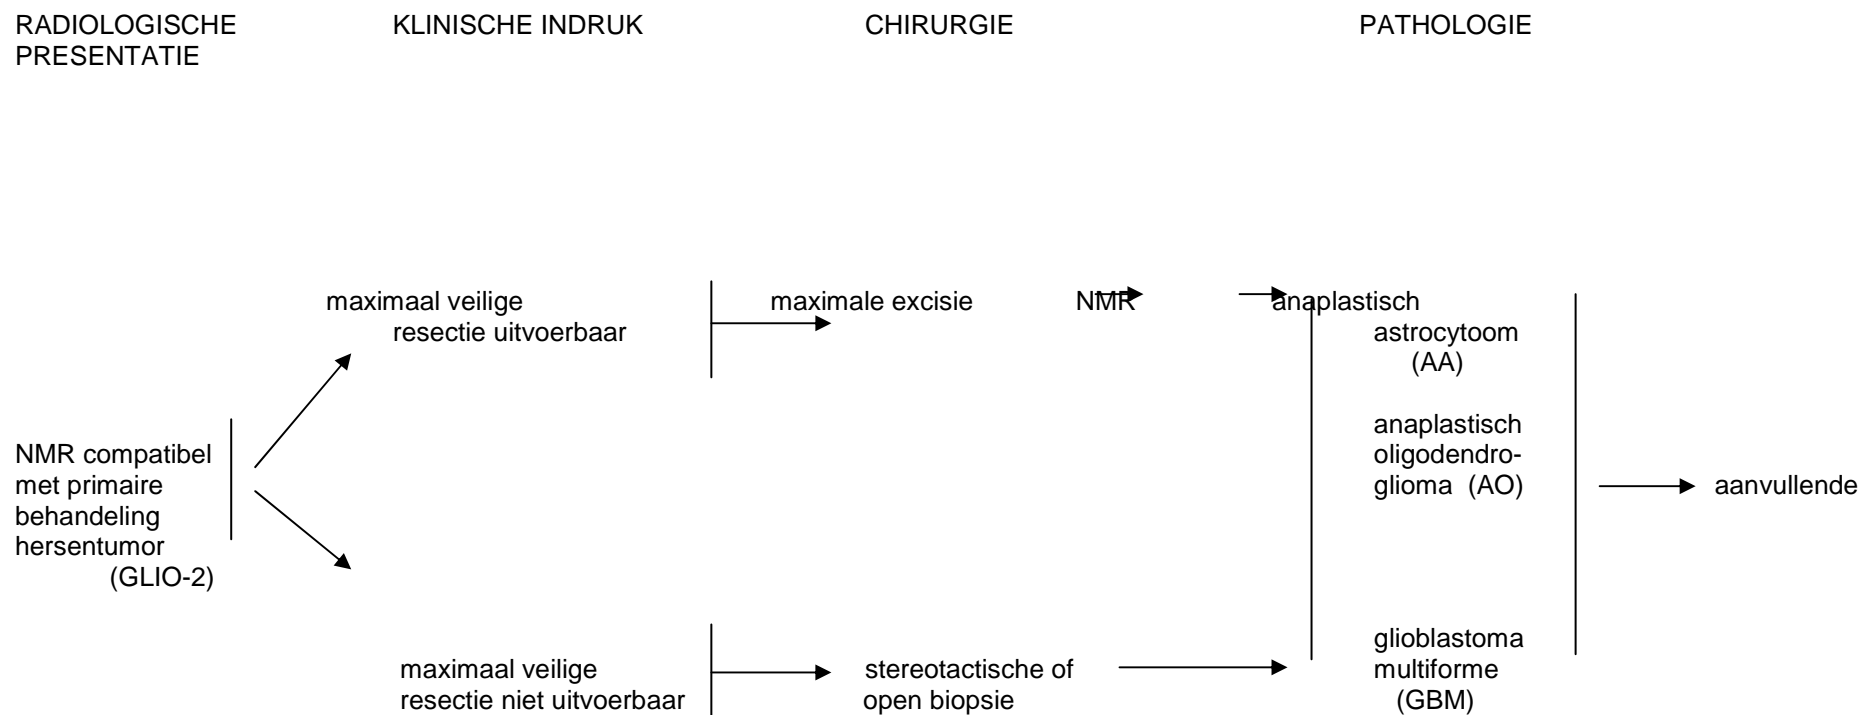 RADIOLOGISCHE KLINISCHE INDRUK CHIRURGIE PATHOLOGIE
PRESENTATIE
maximaal veilige maximale excisie NMR anaplastisch
resectie uitvoerbaar astrocytoom
(AA)
anaplastisch
NMR compatibel oligodendro-
met primaire glioma (AO) aanvullende
behandeling
hersentumor
(GLIO-2)
glioblastoma
maximaal veilige stereotactische of multiforme
resectie niet uitvoerbaar open biopsie (GBM)